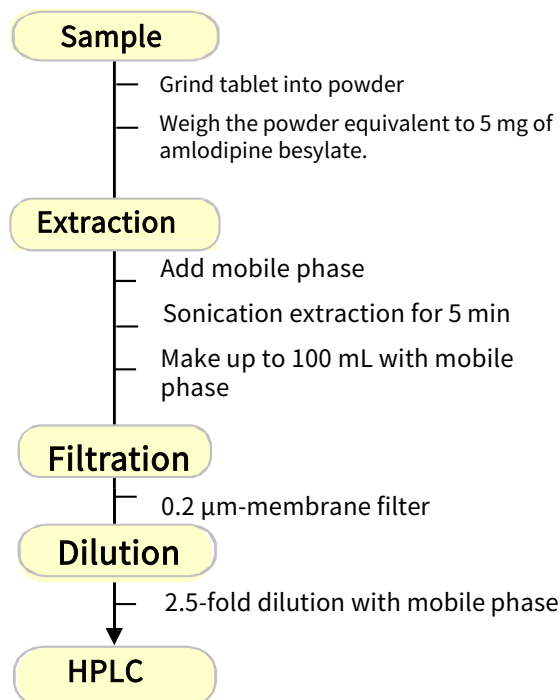 Sample
Grind tablet into powder
Weigh the powder equivalent to 5 mg of
amlodipine besylate.
Extraction
Add mobile phase
Sonication extraction for 5 min
Make up to 100 mL with mobile
phase
Filtration
0.2 µm-membrane filter
Dilution
2.5-fold dilution with mobile phase
HPLC